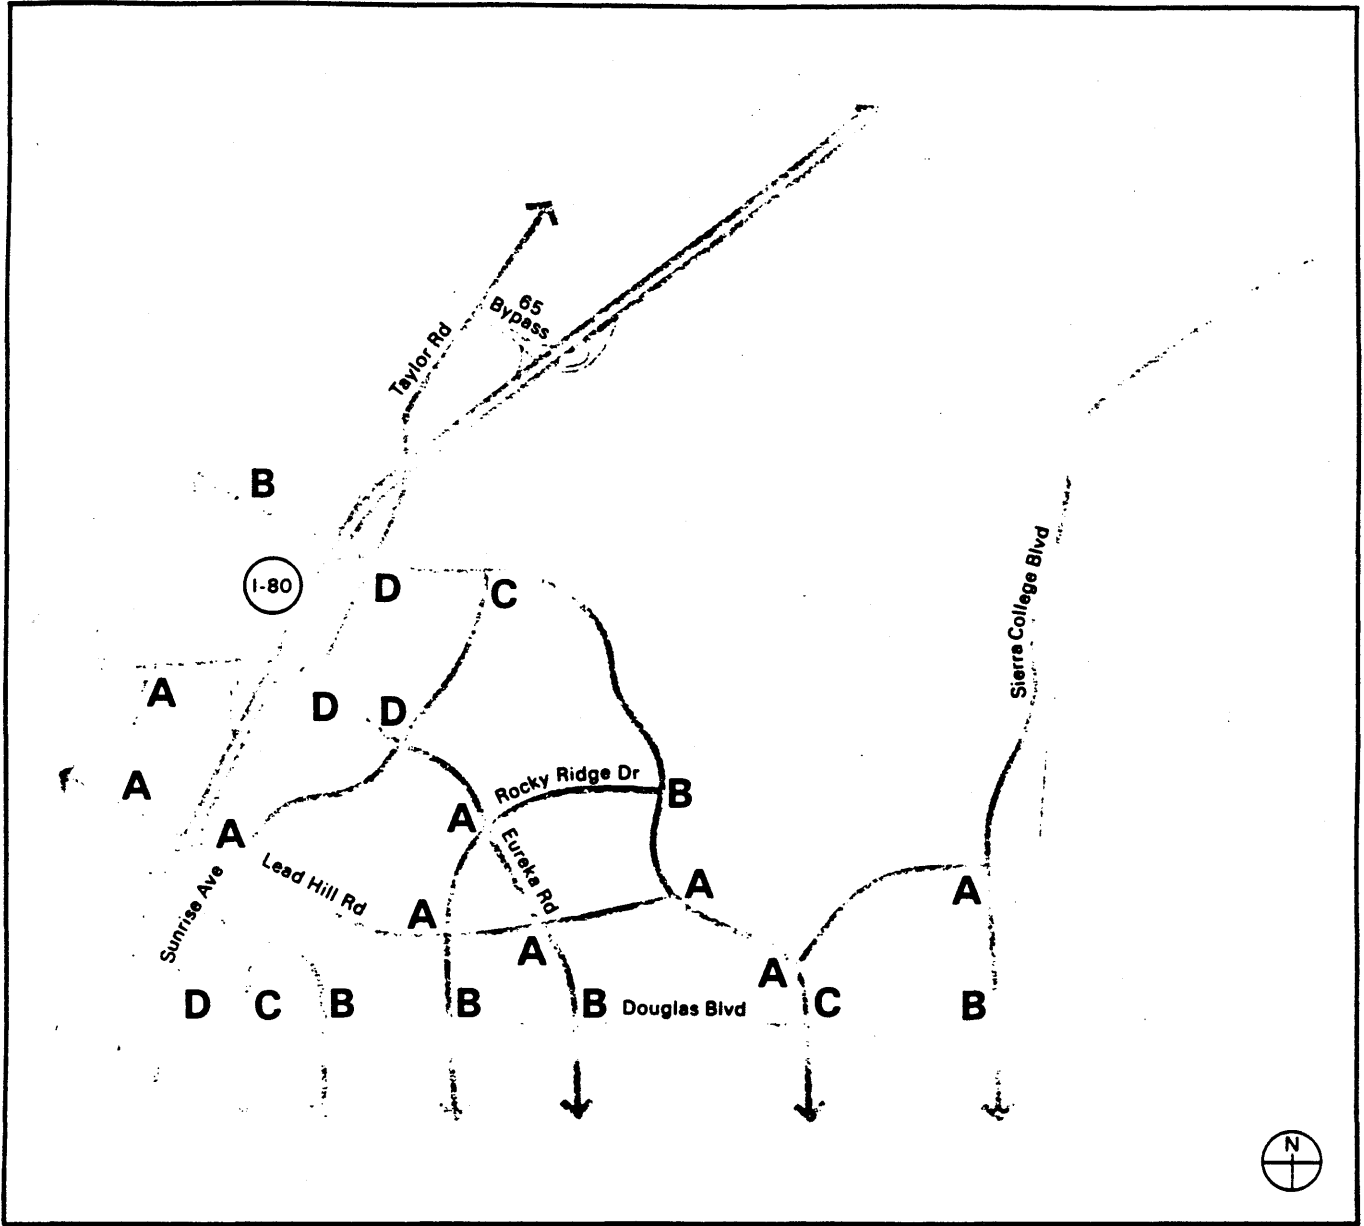 65
Bypass
Taylor Rd
B
I-80
D
C
Sierra College Blvd
A
D
D
A
Rocky Ridge Dr
B
A
A
Eureka Rd
Lead Hill Rd
Sunrise Ave
A
A
A
A
A
D
C
B
B
B
Douglas Blvd
C
B
N